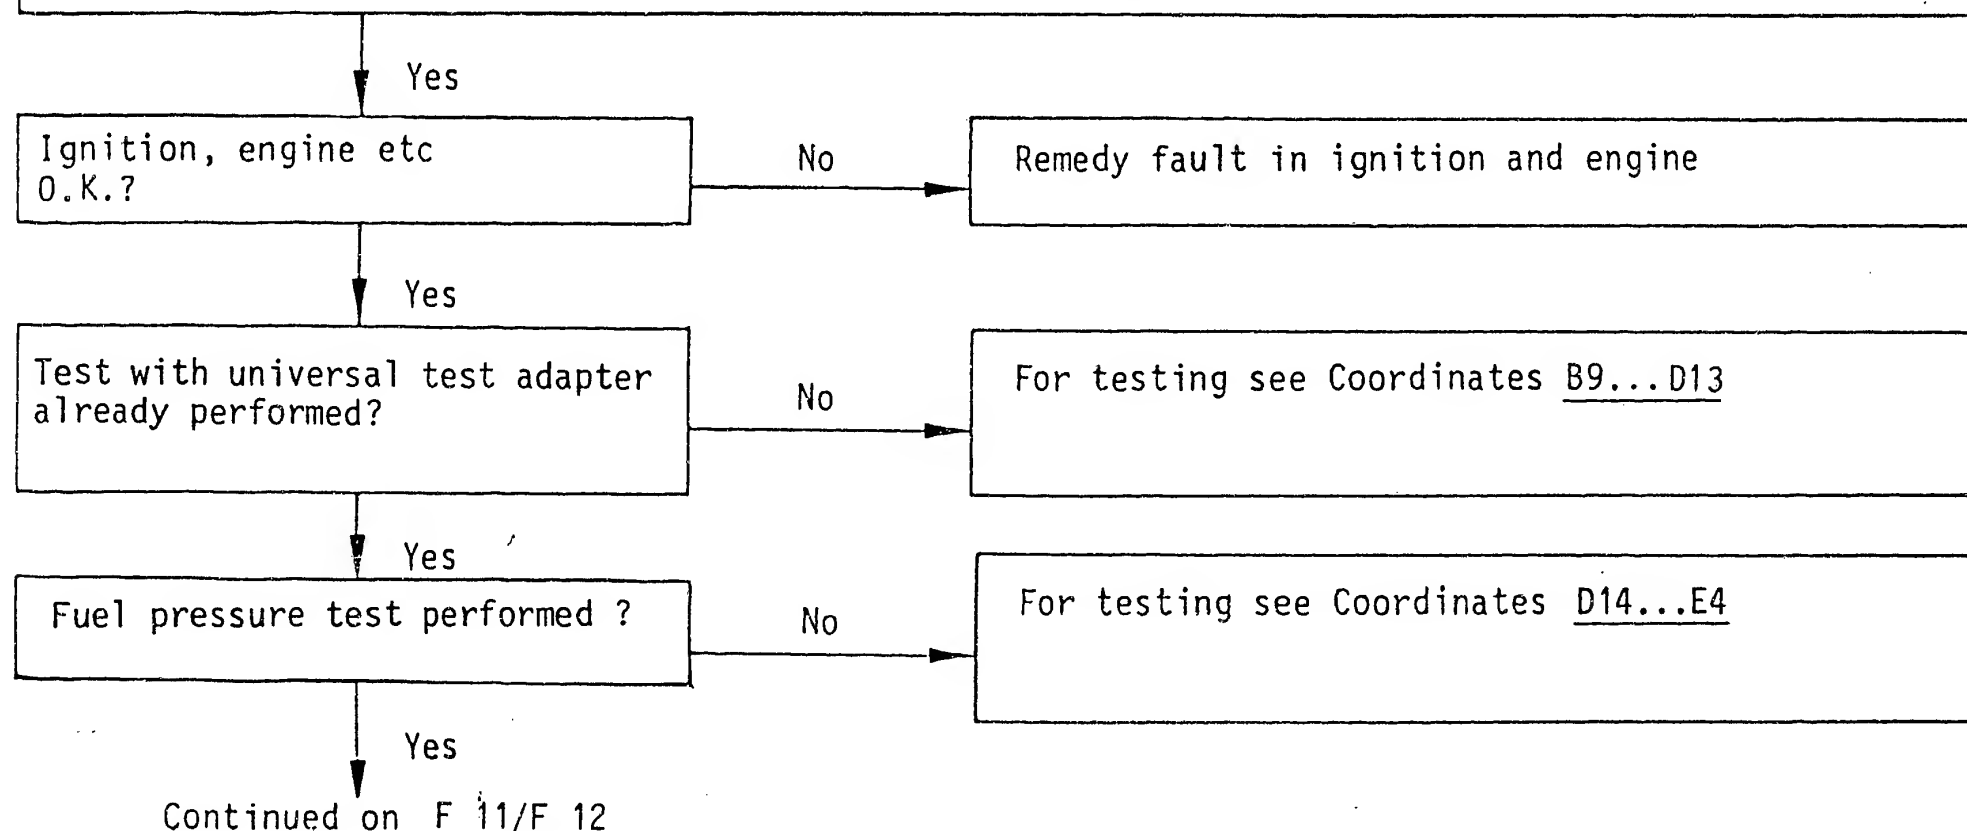 Yes
Ignition, engine etc
O.K.?
No
Remedy fault in ignition and engine
Yes
Test with universal test adapter
already performed?
No
For testing see Coordinates B9...D13
Yes
Fuel pressure test performed ?
No
For testing see Coordinates D14...E4
Yes
Continued on F 11/F 12